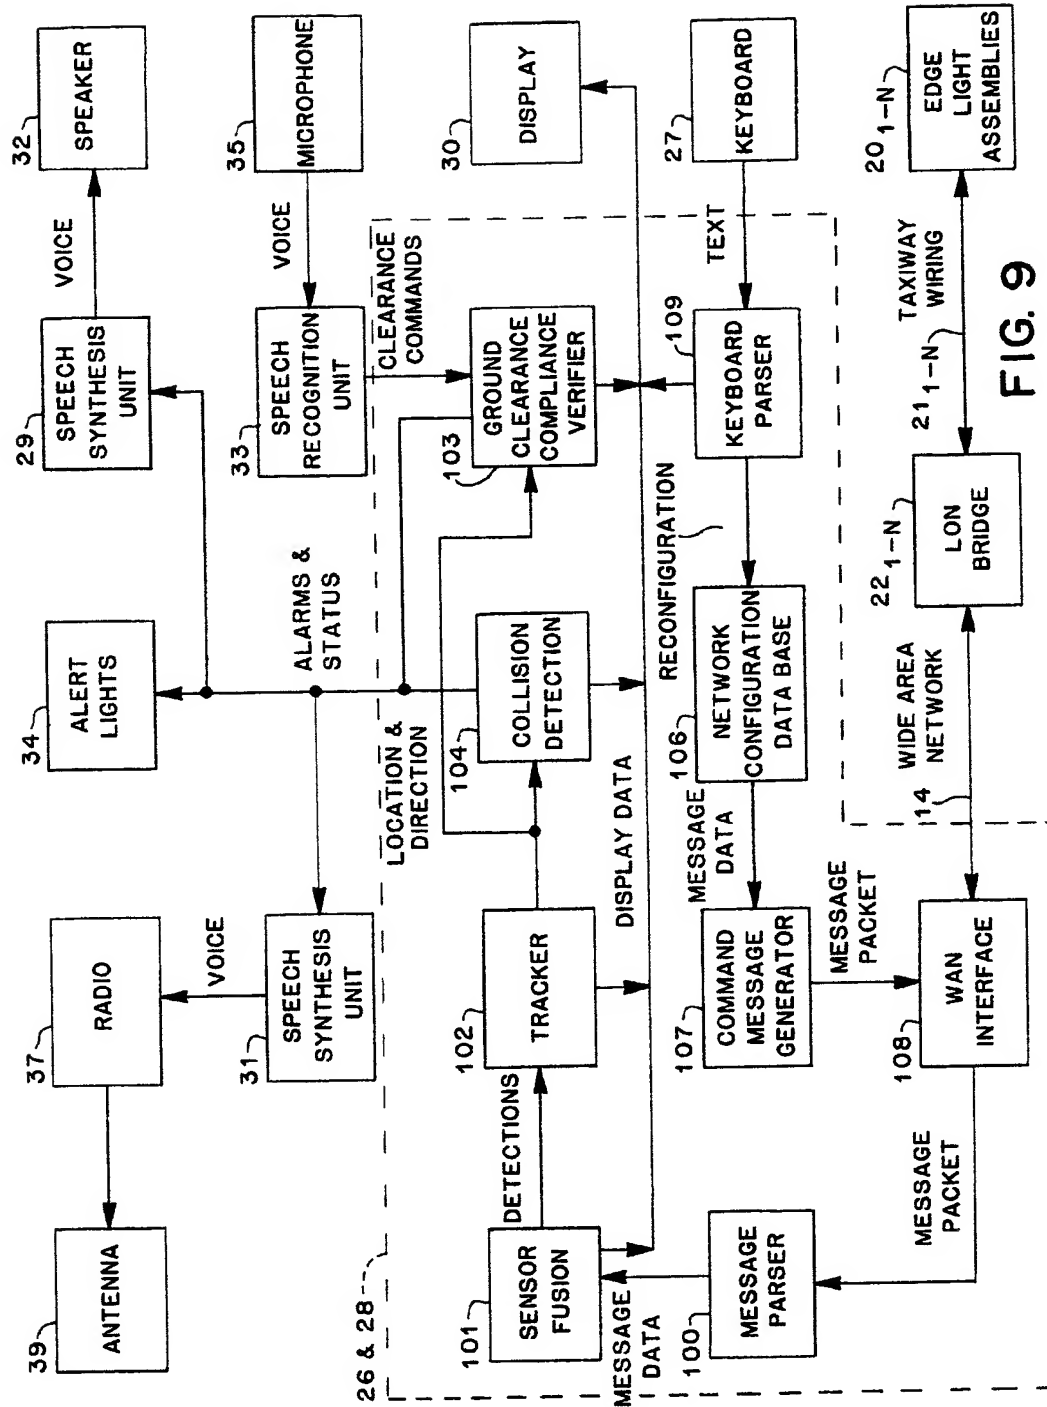 39
ANTENNA
37
RADIO
34
ALERT
LIGHTS
29
SPEECH
SYNTHESIS
UNIT
VOICE
32
SPEAKER
VOICE
31
SPEECH
SYNTHESIS
UNIT
ALARMS &
STATUS
33
SPEECH
RECOGNITION
UNIT
VOICE
35
MICROPHONE
26 & 28
LOCATION &
DIRECTION
CLEARANCE
COMMANDS
101
SENSOR
FUSION
DETECTIONS
102
TRACKER
104
COLLISION
DETECTION
103
GROUND
CLEARANCE
COMPLIANCE
VERIFIER
30
DISPLAY
MESSAGE
DATA
DISPLAY DATA
RECONFIGURATION
100
MESSAGE
PARSER
107
COMMAND
MESSAGE
GENERATOR
MESSAGE
DATA
106
NETWORK
CONFIGURATION
DATA BASE
109
KEYBOARD
PARSER
TEXT
27
KEYBOARD
MESSAGE
PACKET
MESSAGE
PACKET
108
WAN
INTERFACE
14
WIDE AREA
NETWORK
22 1-N
LON
BRIDGE
21 1-N
TAXIWAY
WIRING
20 1-N
EDGE
LIGHT
ASSEMBLIES
FIG. 9